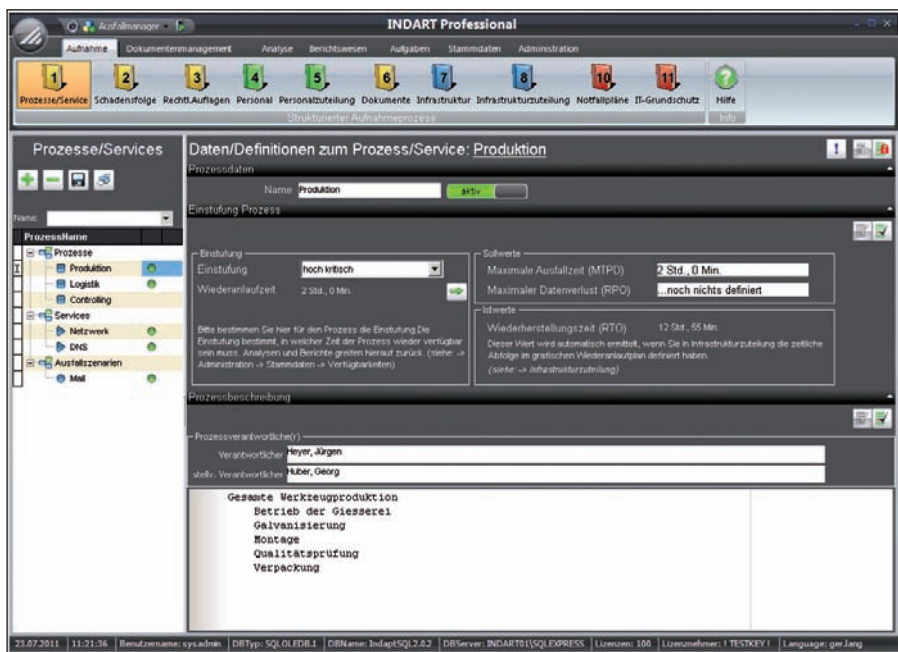 Ausfallmanager
INDART Professional
Aufnahme Dokumentenmanagement Analyse Berichtswesen Aufgaben Stammdaten Administration
1 2 3 4 5 6 7 8 10 11
Prozesse/Service Schadensfolge Rechtl.Auflagen Personal Personalzuteilung Dokumente Infrastruktur Infrastrukturzuteilung Notfallpläne IT-Grundschutz Hilfe
Strukturierter Aufnahmeprozess Info
Prozesse/Services
Daten/Definitionen zum Prozess/Service: Produktion
Prozessdaten
Name Produktion aktiv
Einstufung Prozess
Name:
ProzessName
Prozesse
Produktion
Logistik
Controlling
Services
Netzwerk
DNS
Ausfallszenarien
Mail
Einstufung
Einstufung hoch kritisch
Wiederanlaufzeit 2 Std., 0 Min.
Bitte bestimmen Sie hier für den Prozess die Einstufung.Die
Einstufung bestimmt, in welcher Zeit der Prozess wieder verfügbar
sein muss. Analysen und Berichte greifen hierauf zurück. (siehe: ->
Administration -> Stammdaten -> Verfügbarkeiten)
Sollwerte
Maximale Ausfallzeit (MTPD) 2 Std., 0 Min.
Maximaler Datenverlust (RPO) ...noch nichts definiert
Istwerte
Wiederherstellungszeit (RTO) 12 Std., 55 Min.
Dieser Wert wird automatisch ermittelt, wenn Sie in Infrastrukturzuteilung die zeitliche
Abfolge im grafischen Wiederanlaufplan definiert haben.
(siehe: -> Infrastrukturzuteilung)
Prozessbeschreibung
Prozessverantwortliche(r)
Verantwortlicher Heyer, Jürgen
stellv. Verantwortlicher Huber, Georg
Gesamte Werkzeugproduktion
Betrieb der Giesserei
Galvanisierung
Montage
Qualitätsprüfung
Verpackung
23.07.2011 11:21:36 Benutzername: sysadmin DBTyp: SQLOLEDB.1 DBName: IndaptSQL2.0.2 DBServer: INDART01\SQLEXPRESS Lizenzen: 100 Lizenznehmer: ! TESTKEY ! Language: ger.lang